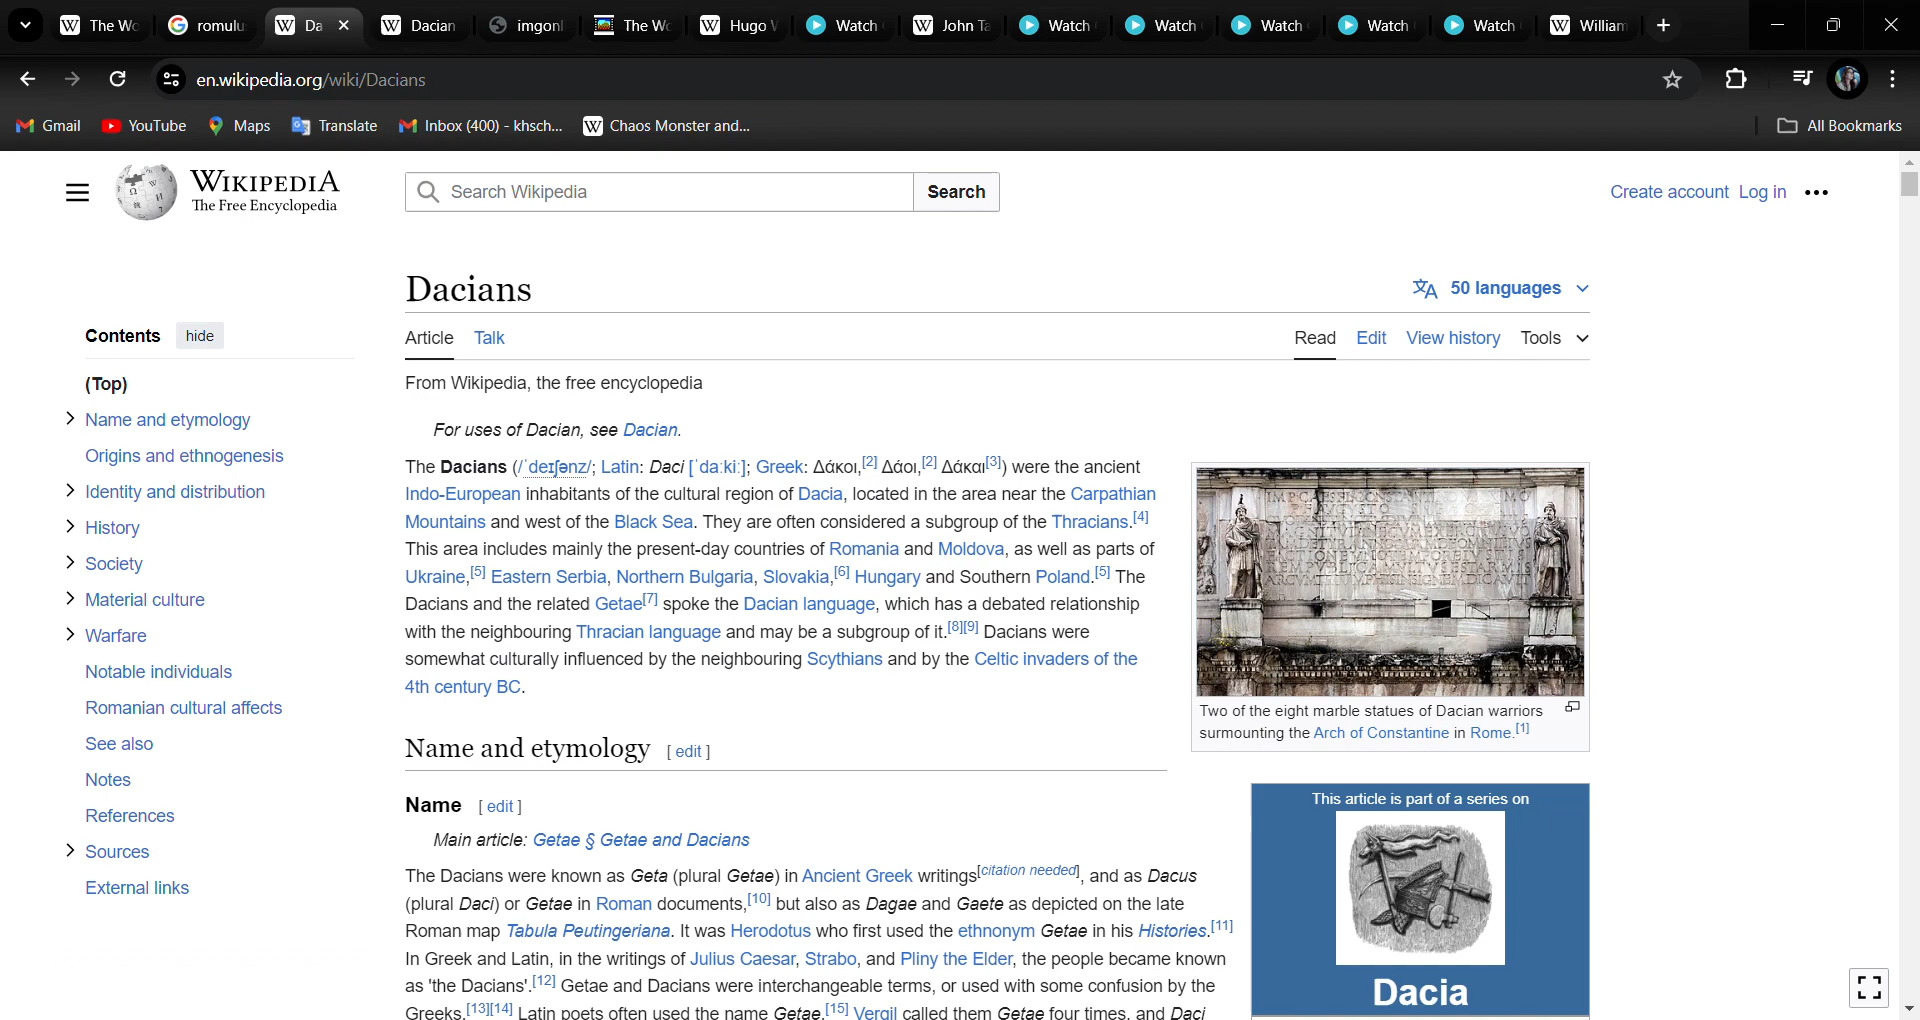 The Wo
romulu
Da
Dacian
imgonl
The Wo
Hugo V
Watch
John Ta
Watch
Watch
Watch
Watch
Watch
William
en.wikipedia.org/wiki/Dacians
Gmail
YouTube
Maps
Translate
Inbox (400) - khsch...
Chaos Monster and...
All Bookmarks
WIKIPEDIA
The Free Encyclopedia
Search Wikipedia
Search
Create account Log in
Dacians
50 languages
Contents hide
Article Talk
Read Edit View history Tools
(Top)
Name and etymology
Origins and ethnogenesis
Identity and distribution
History
Society
Material culture
Warfare
Notable individuals
Romanian cultural affects
See also
Notes
References
Sources
External links
From Wikipedia, the free encyclopedia
For uses of Dacian, see Dacian.
The Dacians (/ˈdeɪʃənz/; Latin: Daci [ˈdaːkiː]; Greek: Δάκοι,[2] Δάοι,[2] Δάκαι[3]) were the ancient
Indo-European inhabitants of the cultural region of Dacia, located in the area near the Carpathian
Mountains and west of the Black Sea. They are often considered a subgroup of the Thracians.[4]
This area includes mainly the present-day countries of Romania and Moldova, as well as parts of
Ukraine,[5] Eastern Serbia, Northern Bulgaria, Slovakia,[6] Hungary and Southern Poland.[5] The
Dacians and the related Getae[7] spoke the Dacian language, which has a debated relationship
with the neighbouring Thracian language and may be a subgroup of it.[8][9] Dacians were
somewhat culturally influenced by the neighbouring Scythians and by the Celtic invaders of the
4th century BC.
Two of the eight marble statues of Dacian warriors
surmounting the Arch of Constantine in Rome.[1]
Name and etymology [ edit ]
Name [ edit ]
Main article: Getae § Getae and Dacians
The Dacians were known as Geta (plural Getae) in Ancient Greek writings[citation needed], and as Dacus
(plural Daci) or Getae in Roman documents,[10] but also as Dagae and Gaete as depicted on the late
Roman map Tabula Peutingeriana. It was Herodotus who first used the ethnonym Getae in his Histories.[11]
In Greek and Latin, in the writings of Julius Caesar, Strabo, and Pliny the Elder, the people became known
as 'the Dacians'.[12] Getae and Dacians were interchangeable terms, or used with some confusion by the
Greeks.[13][14] Latin poets often used the name Getae.[15] Vergil called them Getae four times, and Daci
This article is part of a series on
Dacia